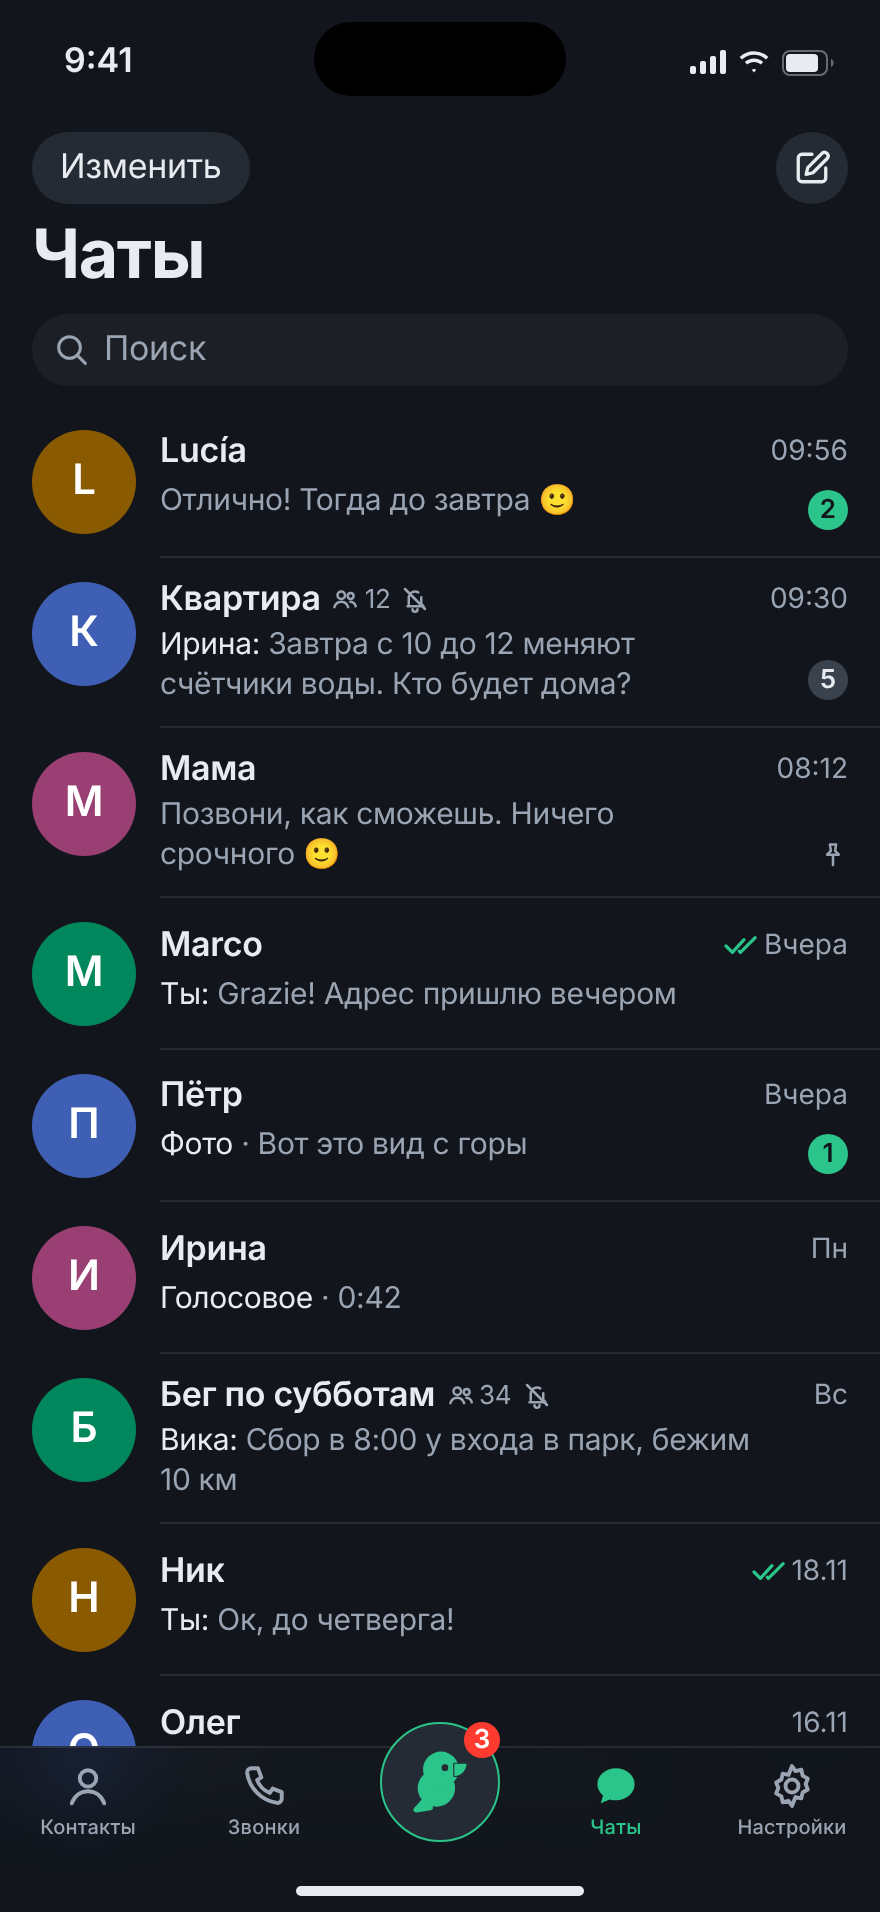 9:41
Изменить
Чаты
Поиск
L
Lucía
09:56
Отлично! Тогда до завтра 🙂
2
К
Квартира 12
09:30
Ирина: Завтра с 10 до 12 меняют
счётчики воды. Кто будет дома?
5
М
Мама
08:12
Позвони, как сможешь. Ничего
срочного 🙂
M
Marco
Вчера
Ты: Grazie! Адрес пришлю вечером
П
Пётр
Вчера
Фото · Вот это вид с горы
1
И
Ирина
Пн
Голосовое · 0:42
Б
Бег по субботам 34
Вс
Вика: Сбор в 8:00 у входа в парк, бежим
10 км
Н
Ник
18.11
Ты: Ок, до четверга!
О
Олег
16.11
3
Контакты
Звонки
Чаты
Настройки